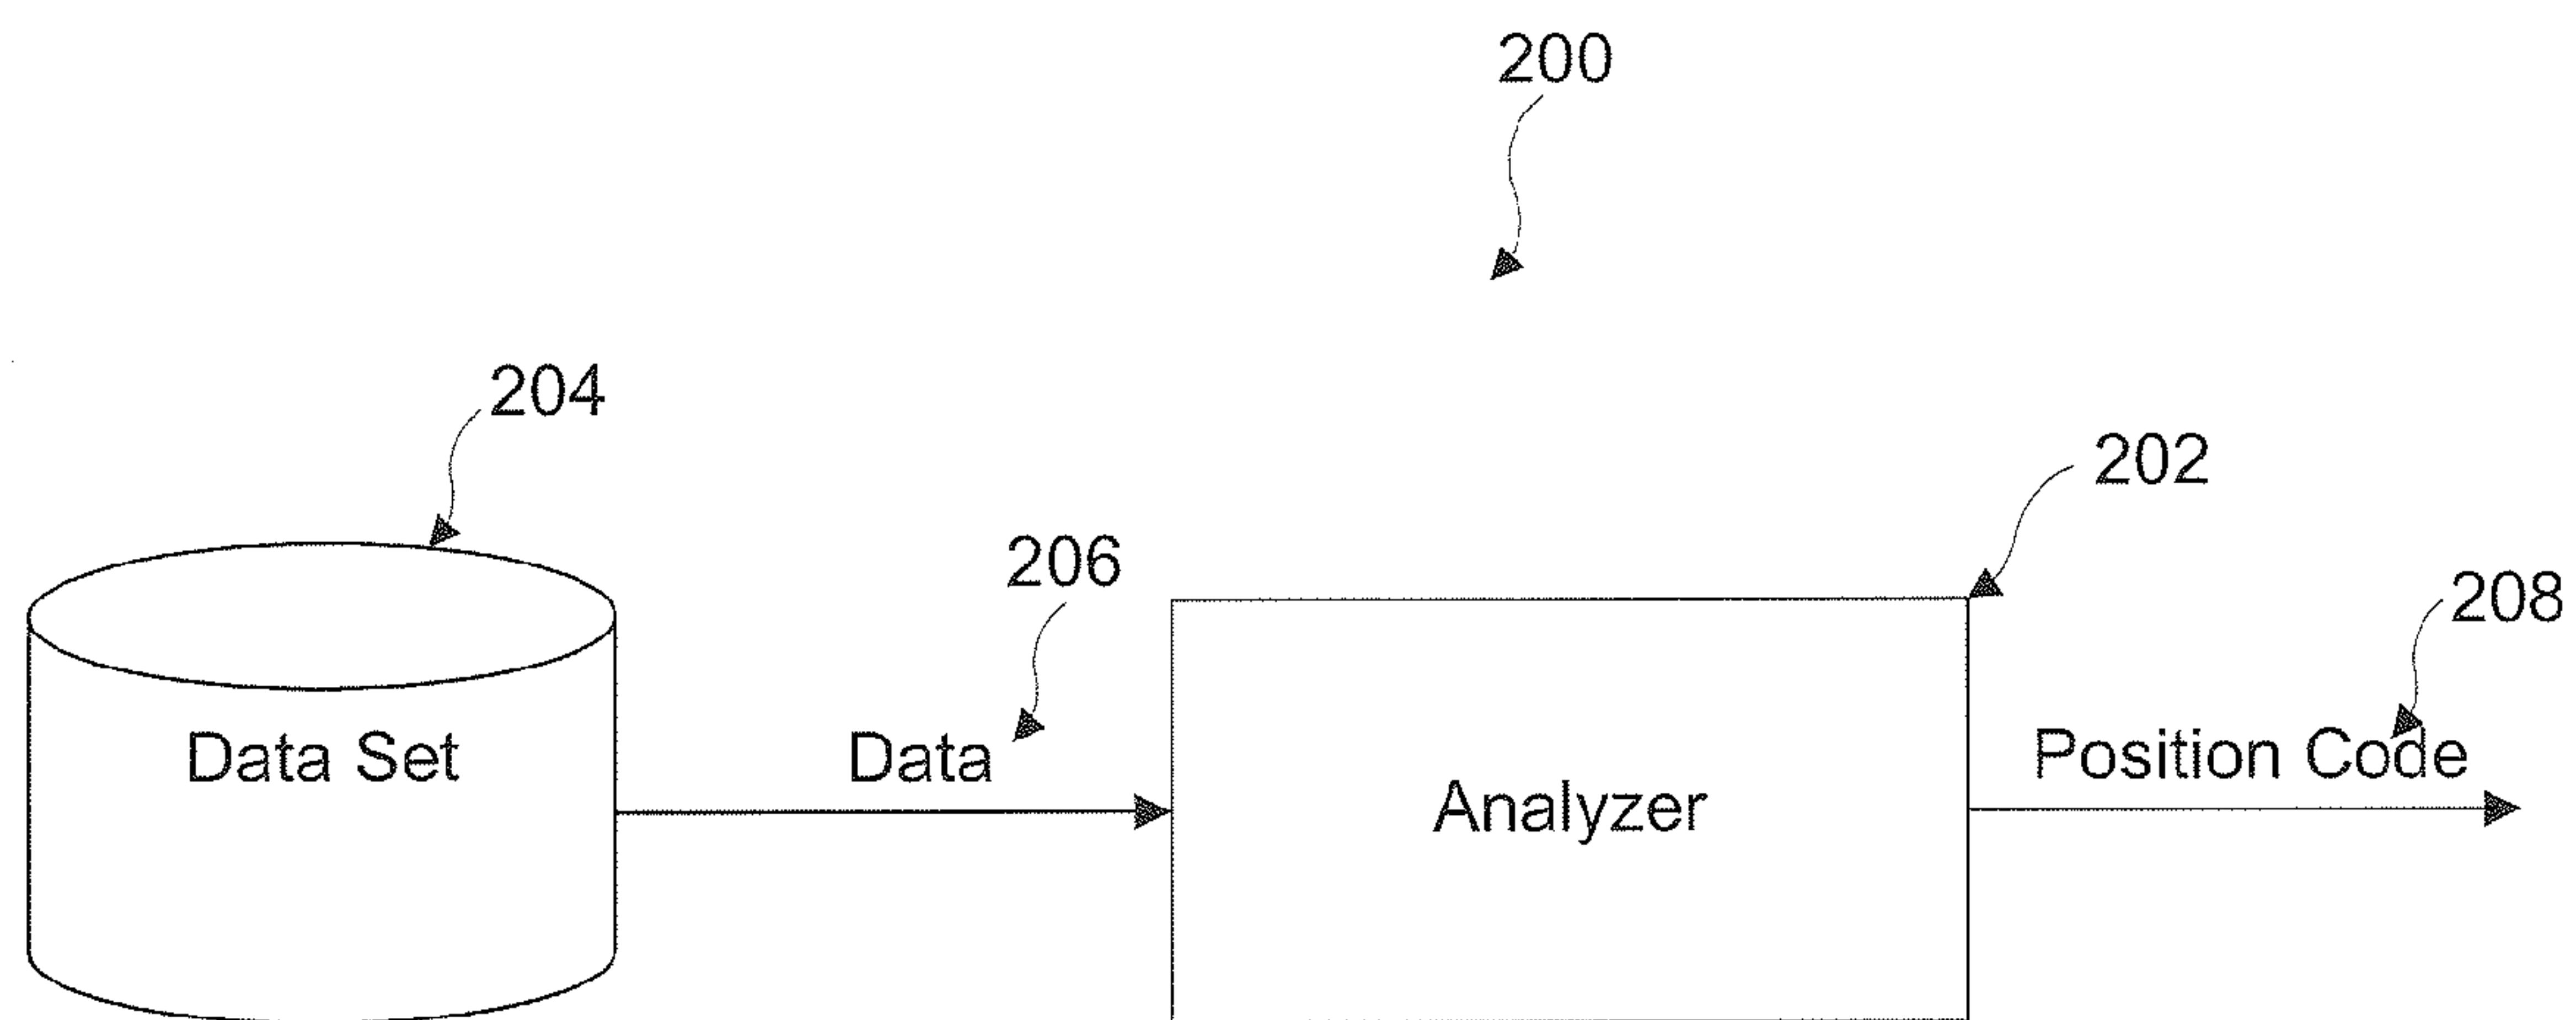 200
204
202
206
208
Data Set
Data
Position Code
Analyzer